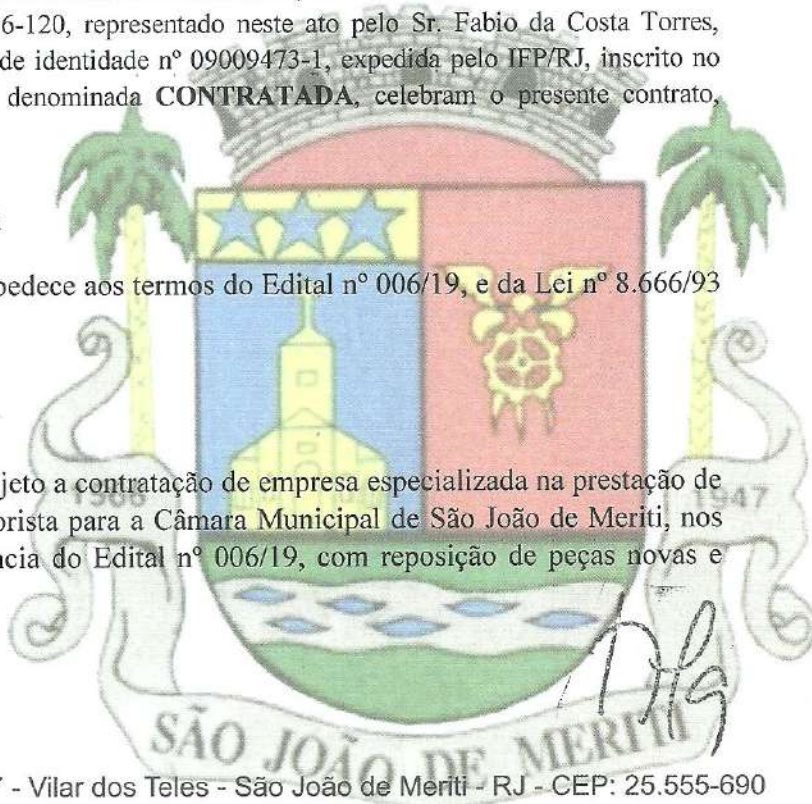 6-120, representado neste ato pelo Sr. Fabio da Costa Torres,
de identidade nº 09009473-1, expedida pelo IFP/RJ, inscrito no
denominada CONTRATADA, celebram o presente contrato,
bedece aos termos do Edital nº 006/19, e da Lei nº 8.666/93
jeto a contratação de empresa especializada na prestação de
1947
orista para a Câmara Municipal de São João de Meriti, nos
ncia do Edital nº 006/19, com reposição de peças novas e
SÃO JOÃO DE MERITI
- Vilar dos Teles - São João de Meriti - RJ - CEP: 25.555-690